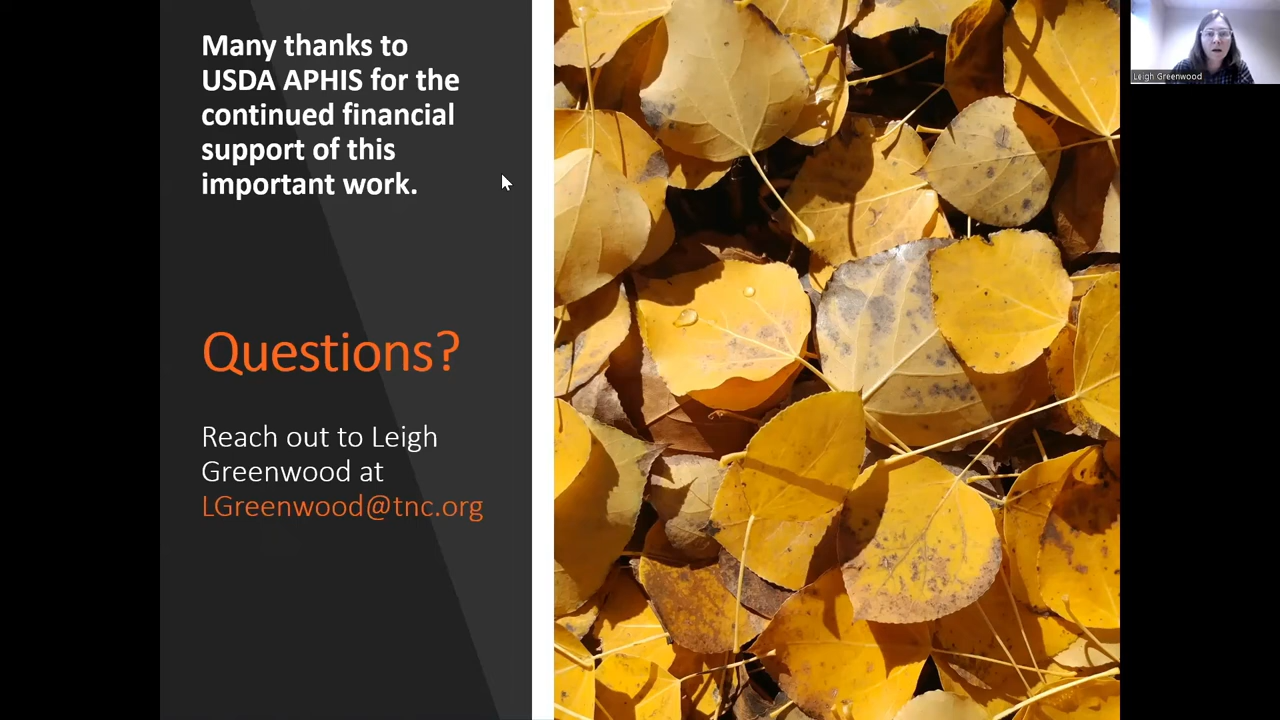 Many thanks to
USDA APHIS for the
continued financial
support of this
important work.
Questions?
Reach out to Leigh
Greenwood at
LGreenwood@tnc.org
Leigh Greenwood